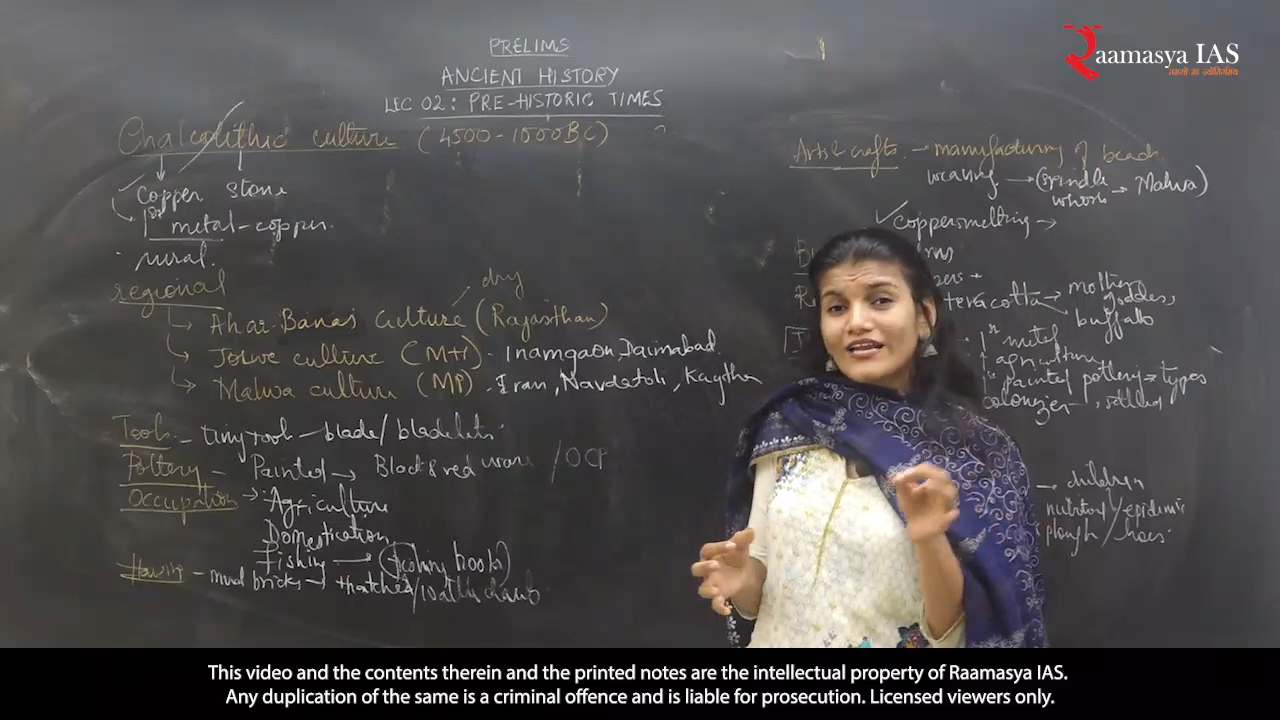 PRELIMS
ANCIENT HISTORY
LEC 02 : PRE-HISTORIC TIMES
Raamasya IAS
तमसो मा ज्योतिर्गमय
Chalcolithic culture (4500-1000BC)
copper stone
1st metal-copper.
rural.
regional
Ahar-Banas culture (Rajasthan)
dry
Jorwe culture (MH) - Inamgaon, Daimabad
Malwa culture (MP) - Eran, Navdatoli, Kaytha
Tools - tiny tool - blade/bladelets
Pottery - Painted → Black & red ware / OCP
Occupation → Agriculture
Domestication
Fishing → (fishing hooks)
Housing - mud bricks → thatched/wattle daub
Arts & crafts → manufacturing of beads
weaving → (spindle whorls → Malwa)
coppersmelting →
terracotta → mother goddess,
buffalo
1st metal
agriculture
1st painted pottery → types
colonizer , settled
→ children
/epidemic
plough/hoes
This video and the contents therein and the printed notes are the intellectual property of Raamasya IAS.
Any duplication of the same is a criminal offence and is liable for prosecution. Licensed viewers only.